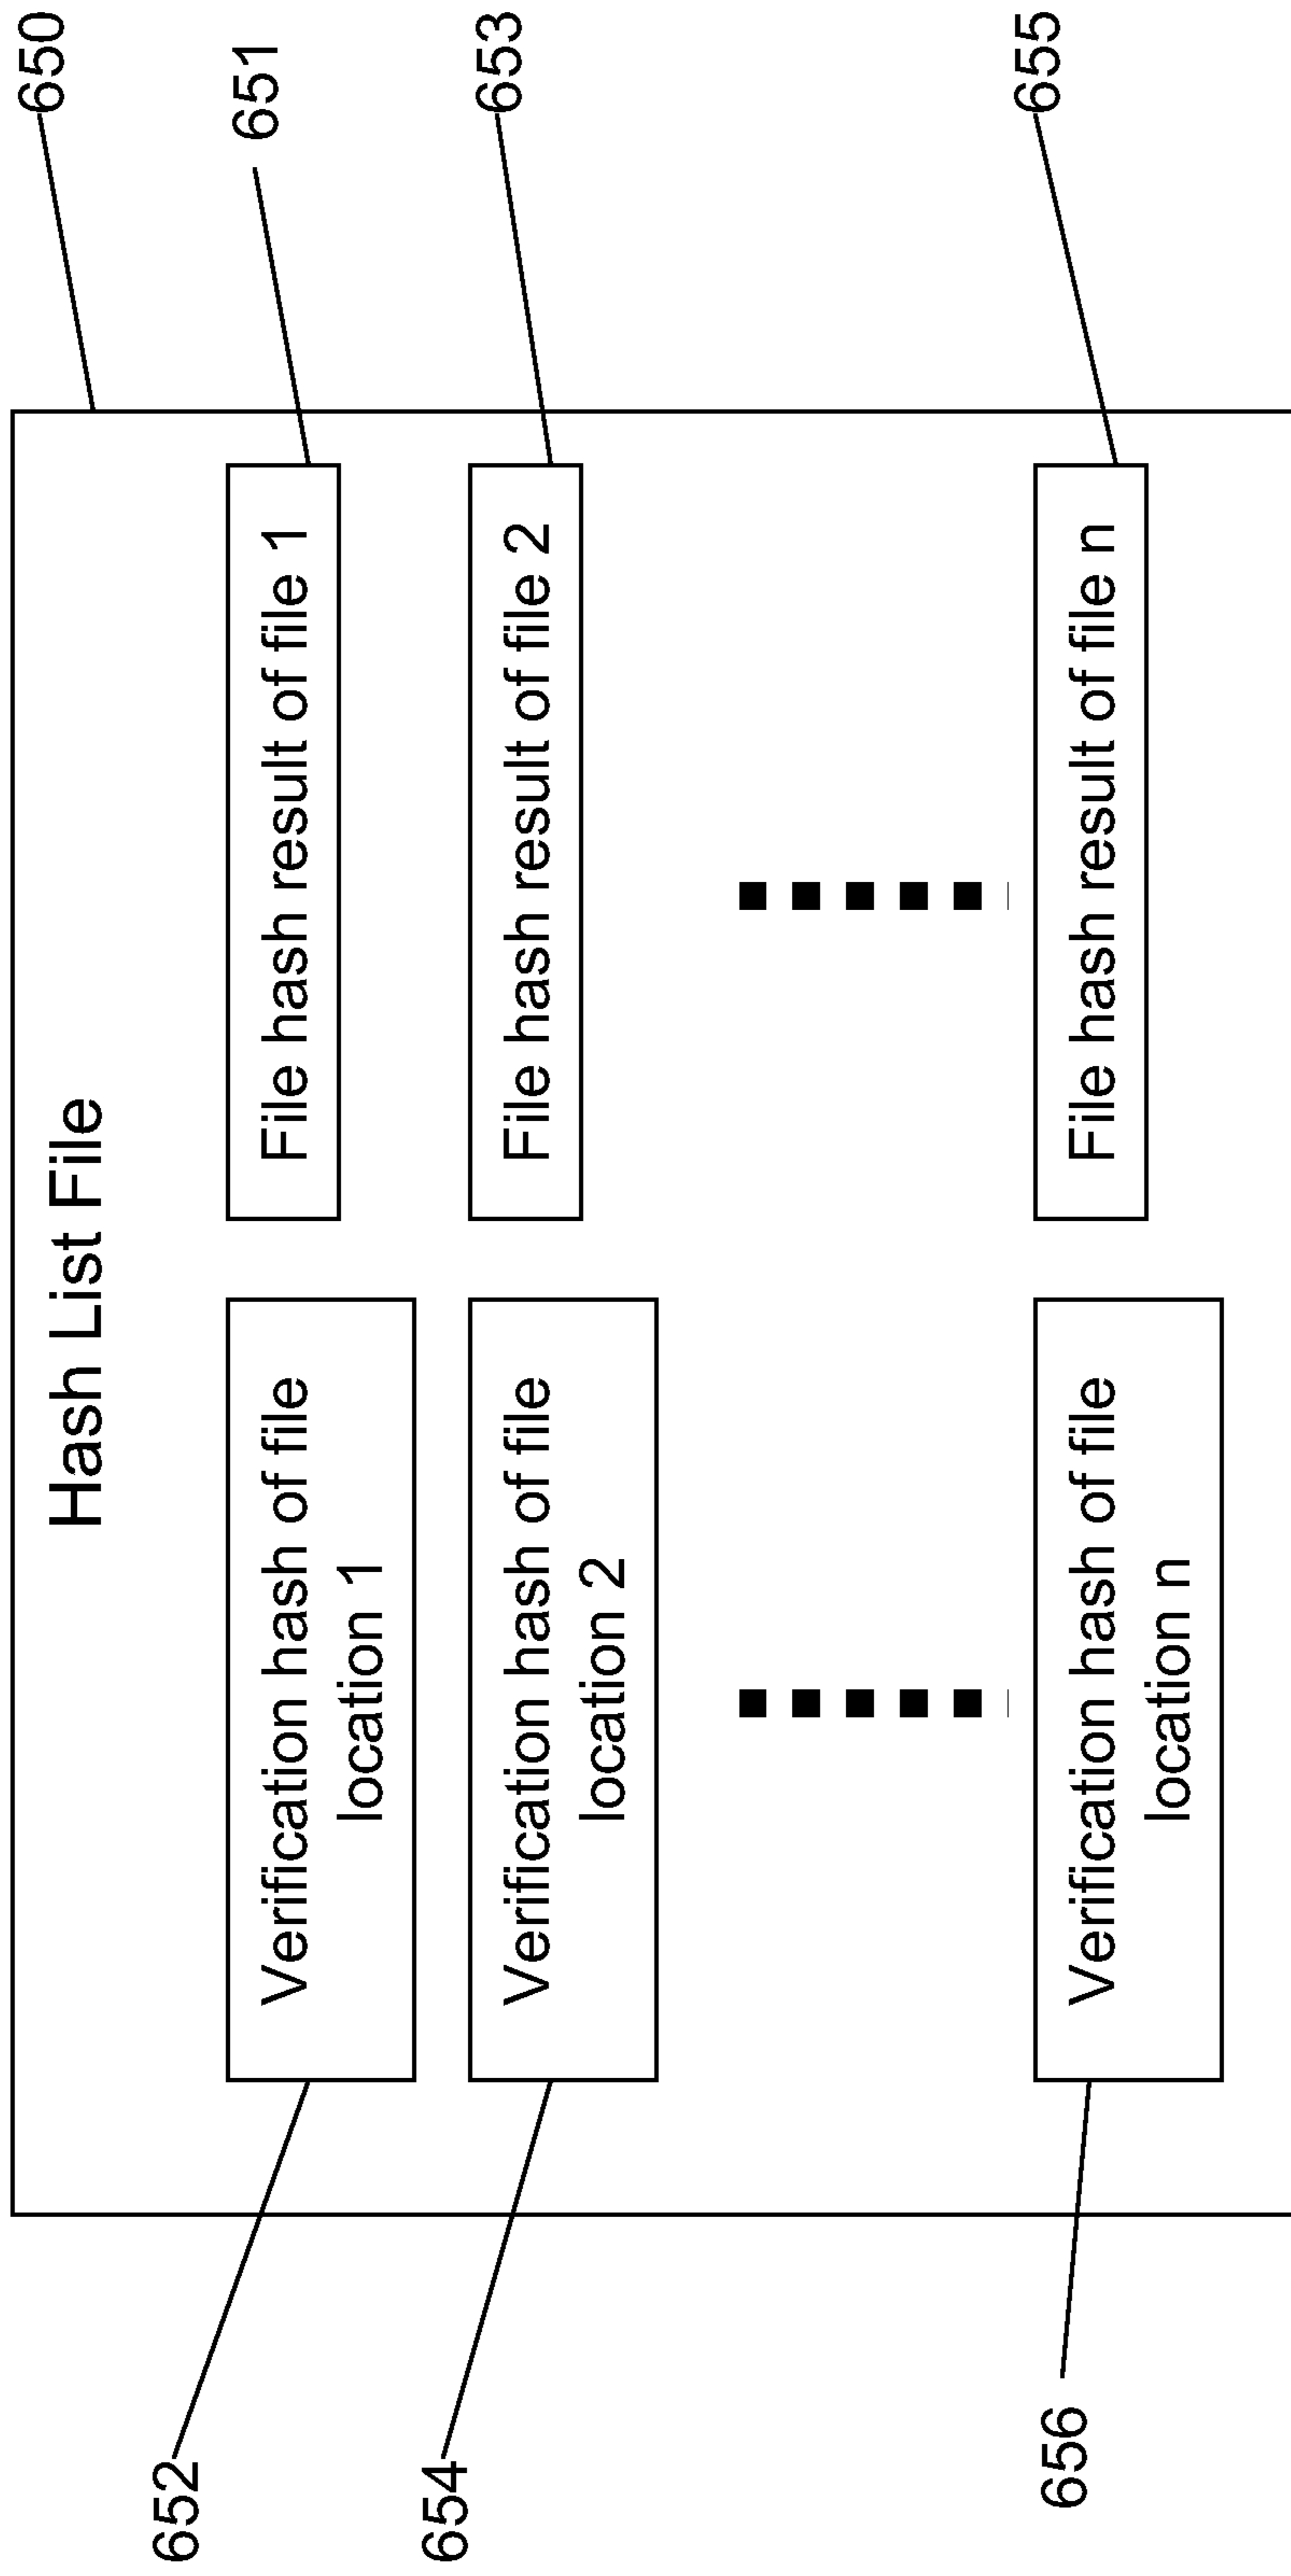 Hash List File
650
651
652
Verification hash of file
location 1
File hash result of file 1
653
654
Verification hash of file
location 2
File hash result of file 2
655
656
Verification hash of file
location n
File hash result of file n